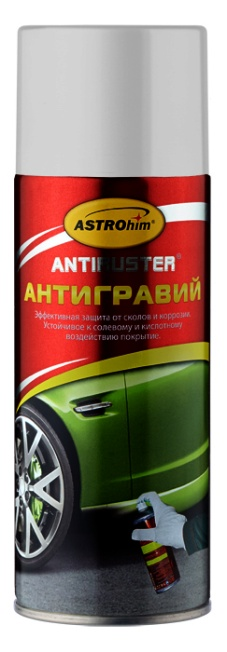 ASTROhim®
ANTIRUSTER®
АНТИГРАВИЙ
Эффективная защита от сколов и коррозии.
Устойчивое к солевому и кислотному
воздействию покрытие.